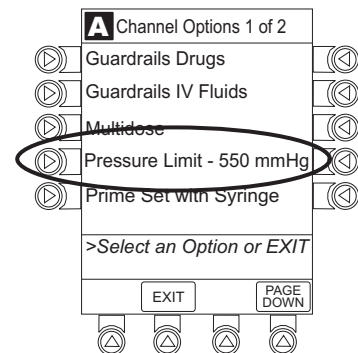 A Channel Options 1 of 2
Guardrails Drugs
Guardrails IV Fluids
Multidose
Pressure Limit - 550 mmHg
Prime Set with Syringe
>Select an Option or EXIT
EXIT
PAGE
DOWN